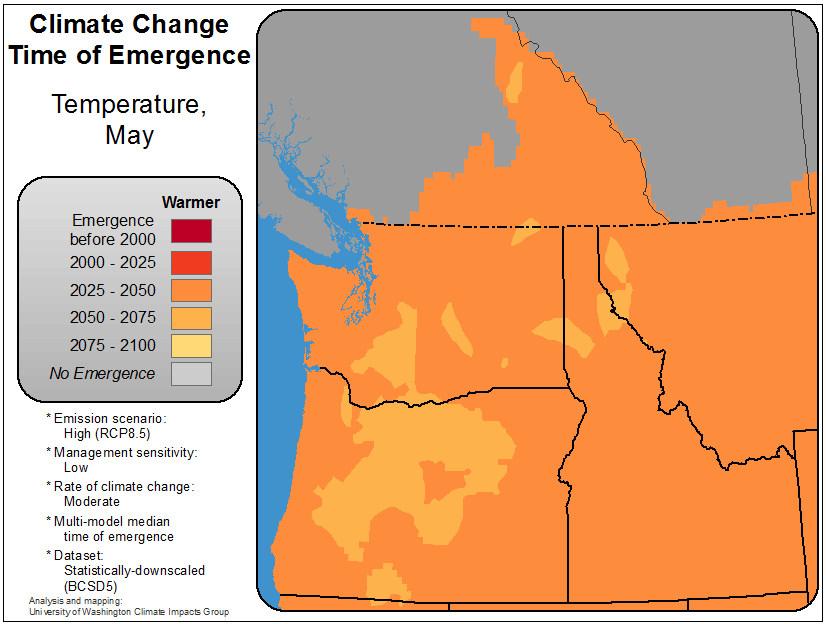 Climate Change
Time of Emergence
Temperature,
May
Warmer
Emergence
before 2000
2000 - 2025
2025 - 2050
2050 - 2075
2075 - 2100
No Emergence
* Emission scenario:
High (RCP8.5)
* Management sensitivity:
Low
* Rate of climate change:
Moderate
* Multi-model median
time of emergence
* Dataset:
Statistically-downscaled
(BCSD5)
Analysis and mapping:
University of Washington Climate Impacts Group